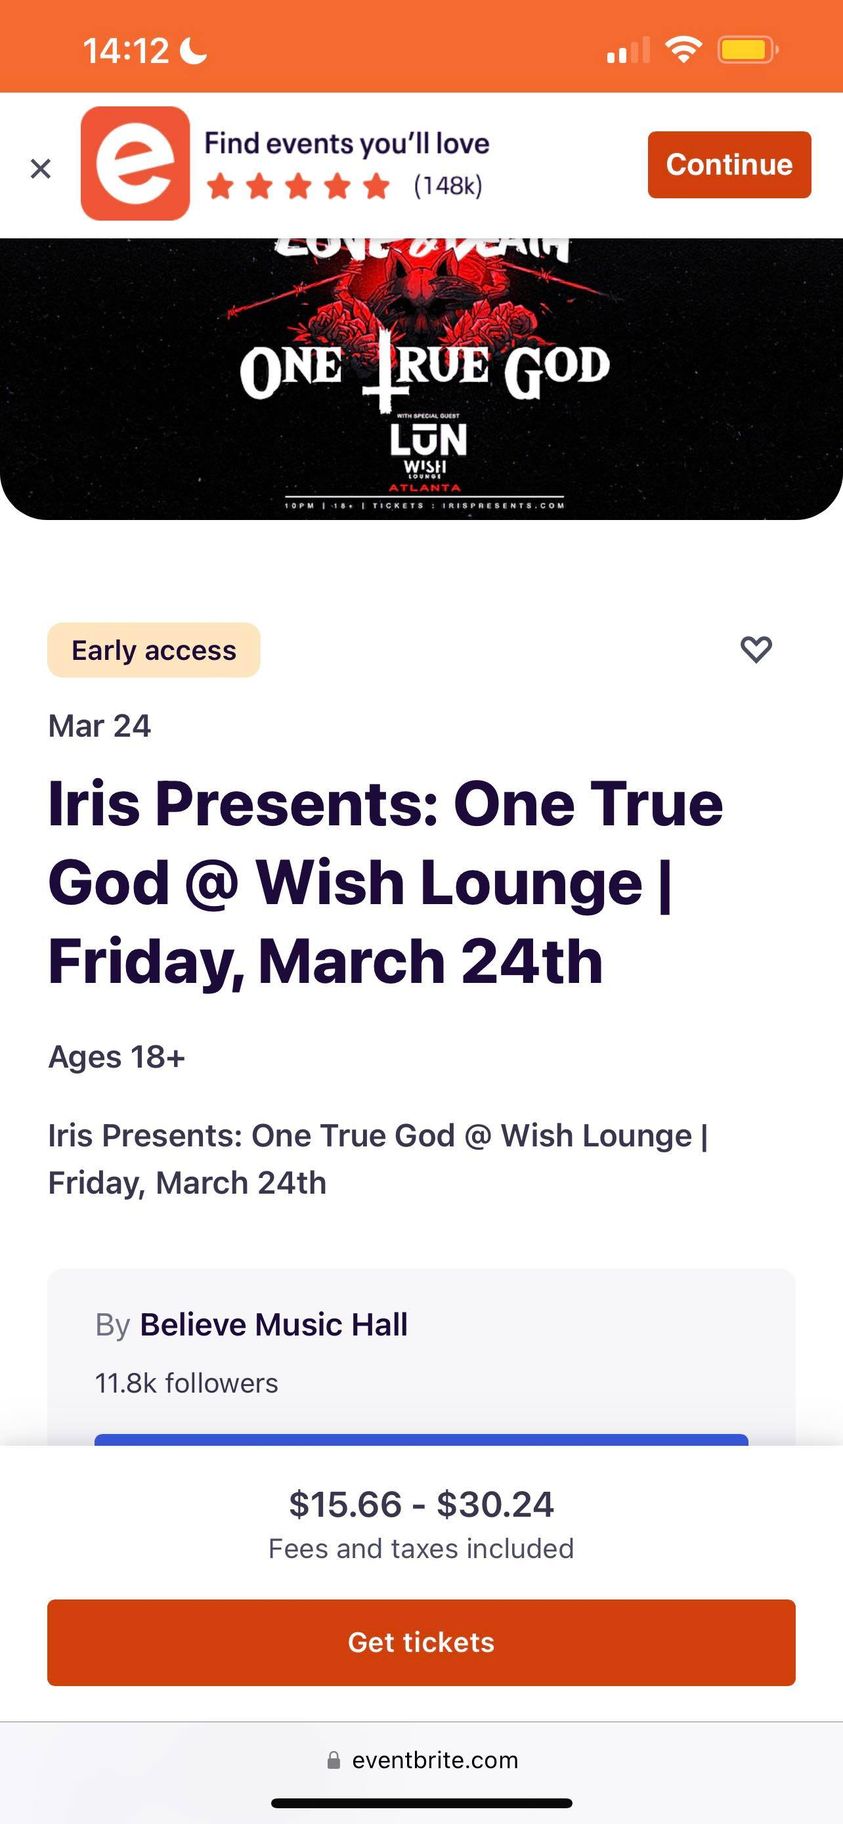 14:12
Find events you'll love
(148k)
Continue
LOVE & DEATH
ONE TRUE GOD
WITH SPECIAL GUEST
LŪN
WISH
LOUNGE
ATLANTA
10PM | 18+ | TICKETS : IRISPRESENTS.COM
Early access
Mar 24
Iris Presents: One True
God @ Wish Lounge |
Friday, March 24th
Ages 18+
Iris Presents: One True God @ Wish Lounge |
Friday, March 24th
By Believe Music Hall
11.8k followers
$15.66 - $30.24
Fees and taxes included
Get tickets
eventbrite.com